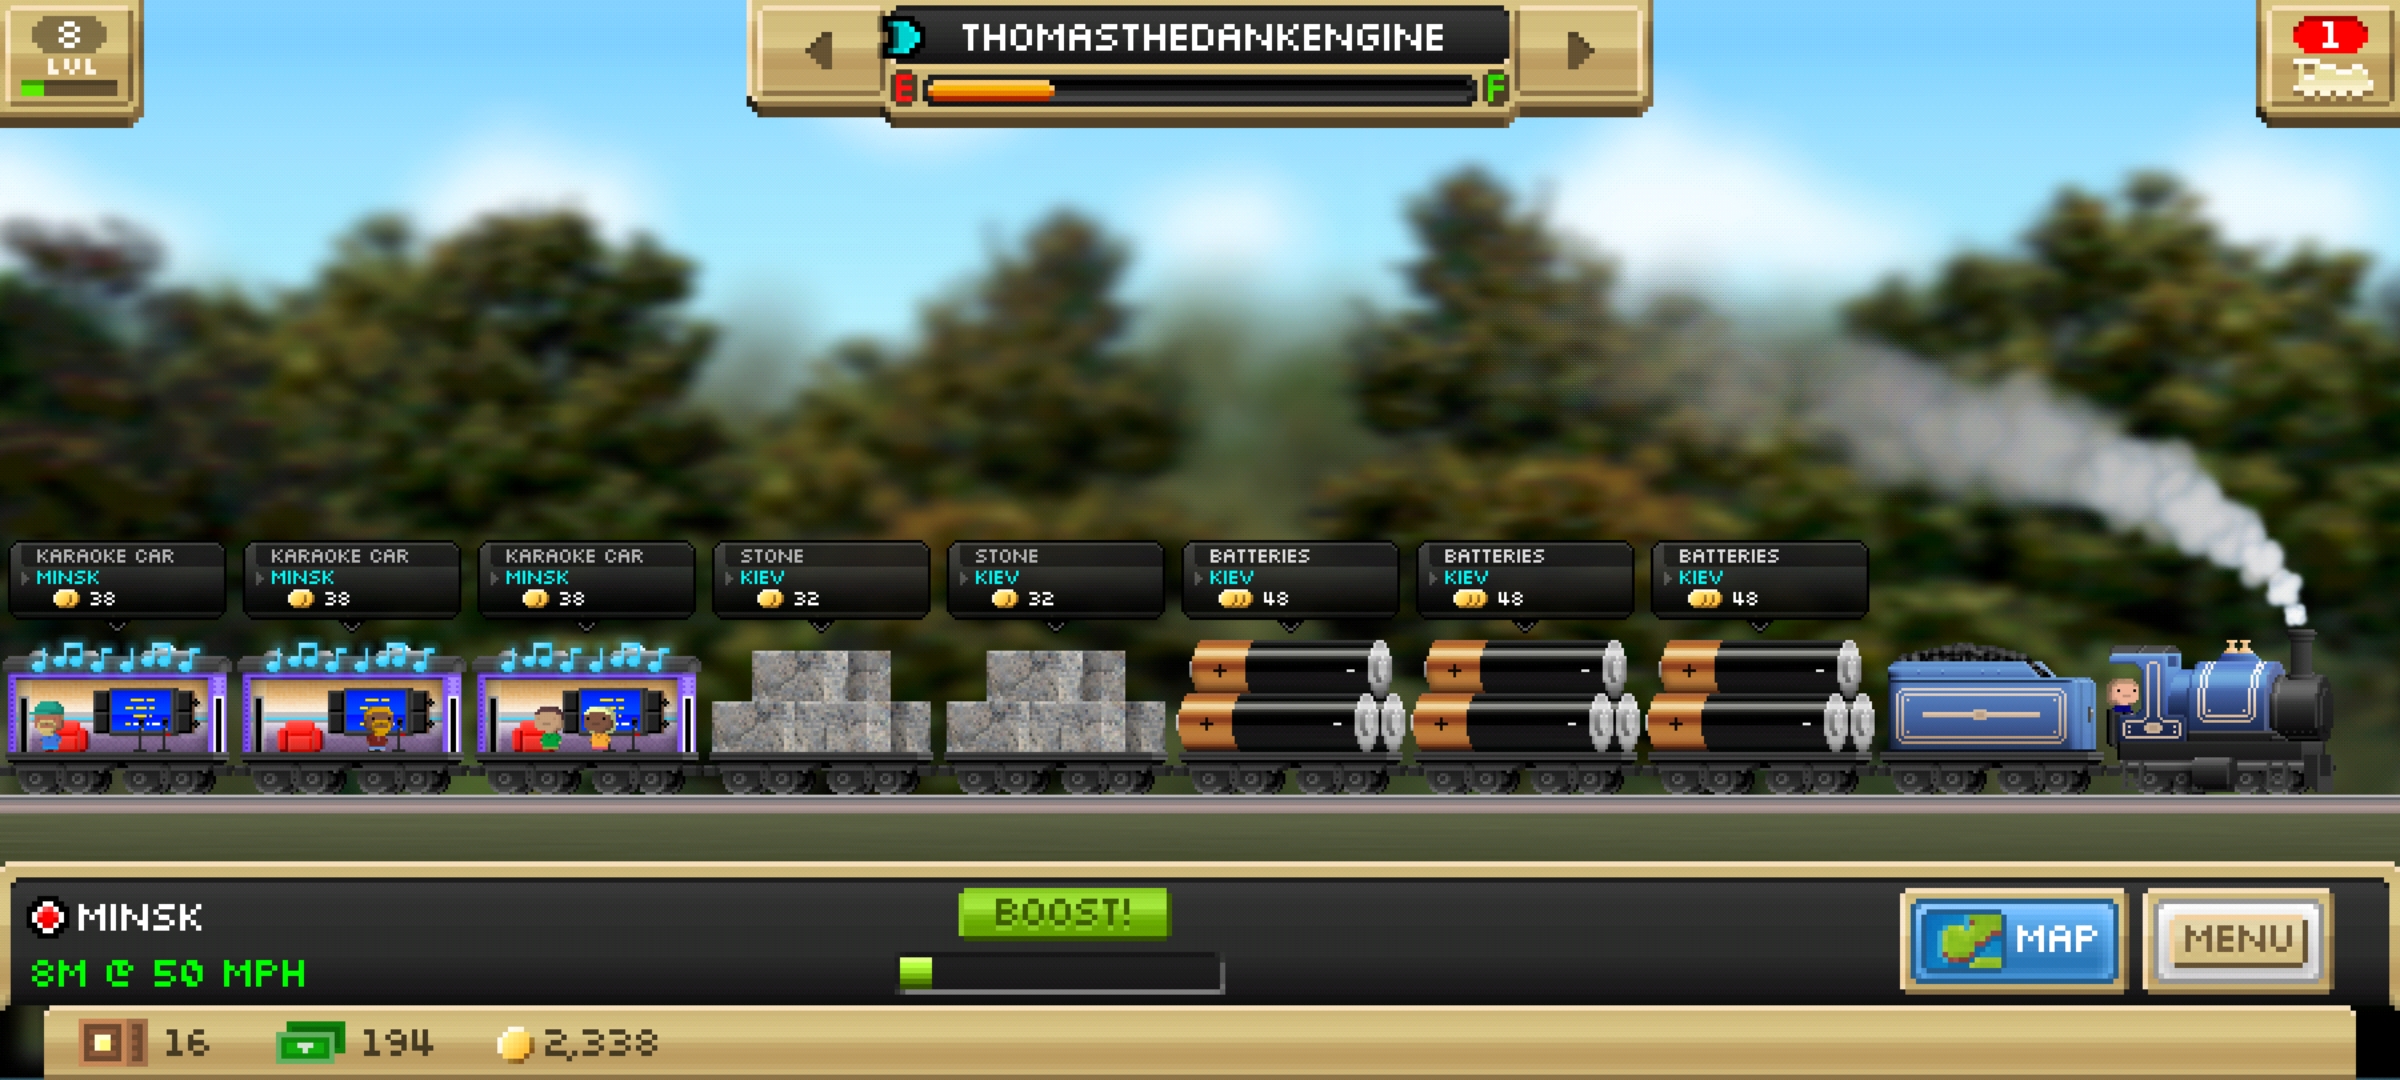 8
LVL
THOMASTHEDANKENGINE
E
F
1
KARAOKE CAR
MINSK
38
KARAOKE CAR
MINSK
38
KARAOKE CAR
MINSK
38
STONE
KIEV
32
STONE
KIEV
32
BATTERIES
KIEV
48
BATTERIES
KIEV
48
BATTERIES
KIEV
48
+ -
+ -
+ -
+ -
+ -
+ -
MINSK
8M @ 50 MPH
BOOST!
MAP
MENU
16
194
2,338